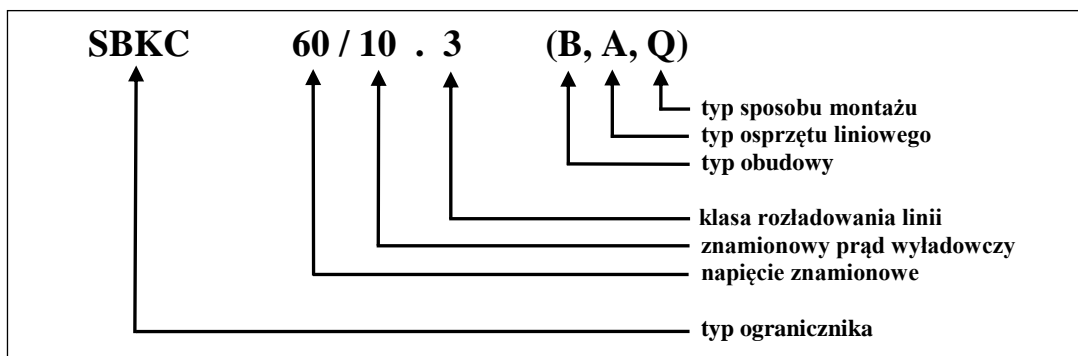 SBKC 60 / 10 . 3 (B, A, Q)
typ sposobu montażu
typ osprzętu liniowego
typ obudowy
klasa rozładowania linii
znamionowy prąd wyładowczy
napięcie znamionowe
typ ogranicznika